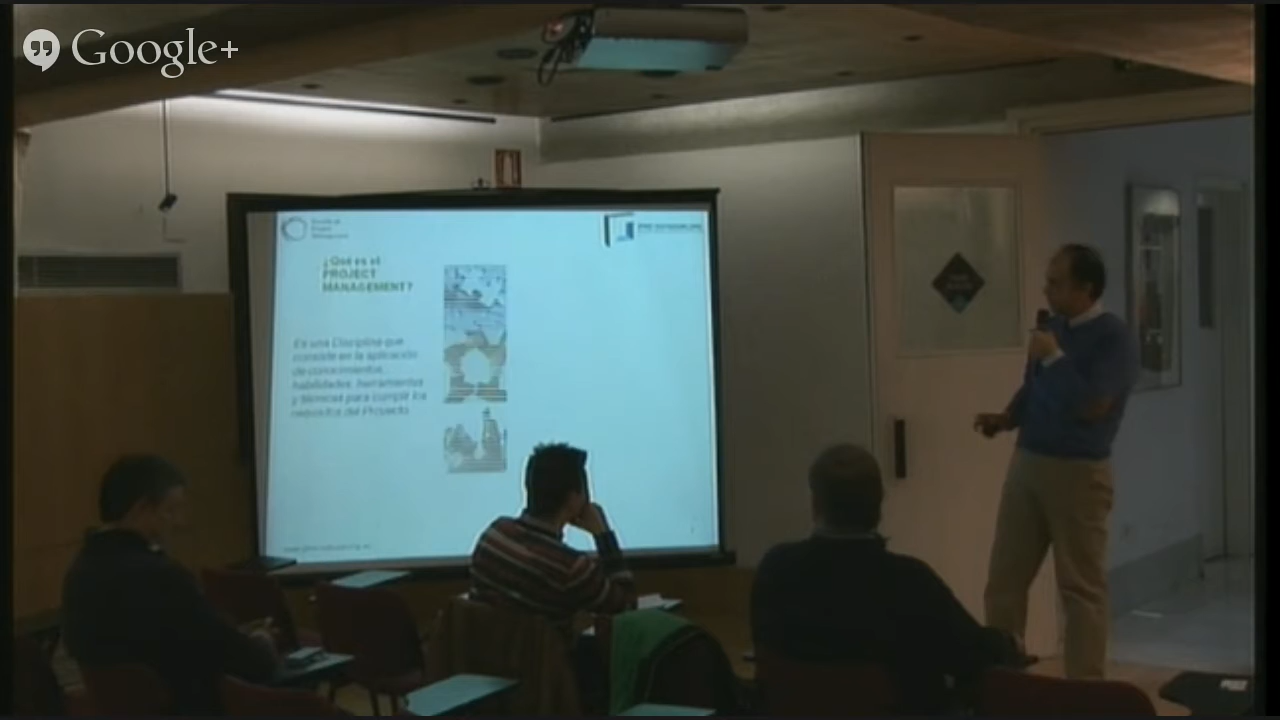 Google+
¿Qué es el
PROJECT
MANAGEMENT?
Es una Disciplina que
consiste en la aplicación
de conocimientos,
habilidades, herramientas
y técnicas para cumplir los
requisitos del Proyecto